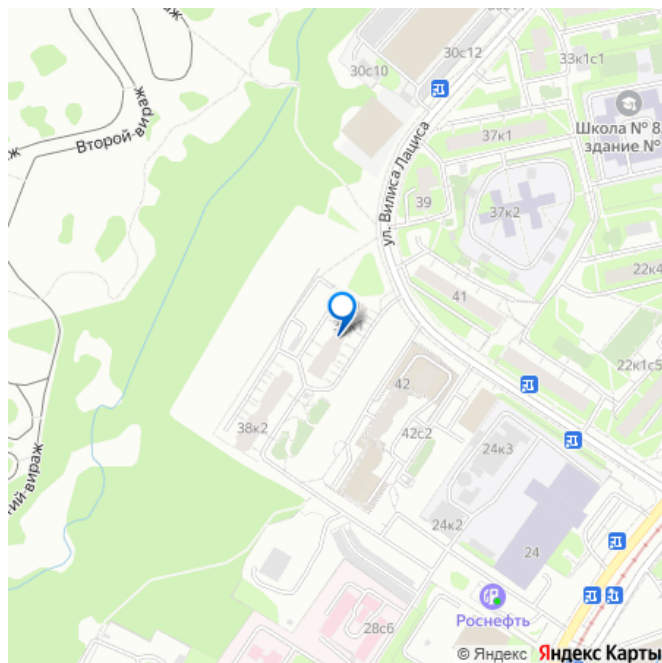 30с12
33к1с1
30с10
Школа № 8
здание №
37к1
Второй вираж
ул. Вилиса Лациса
39
37к2
22к4
41
22к1с5
42
38к2
42с2
24к3
24к2
24
Роснефть
28с6
© Яндекс Яндекс Карты